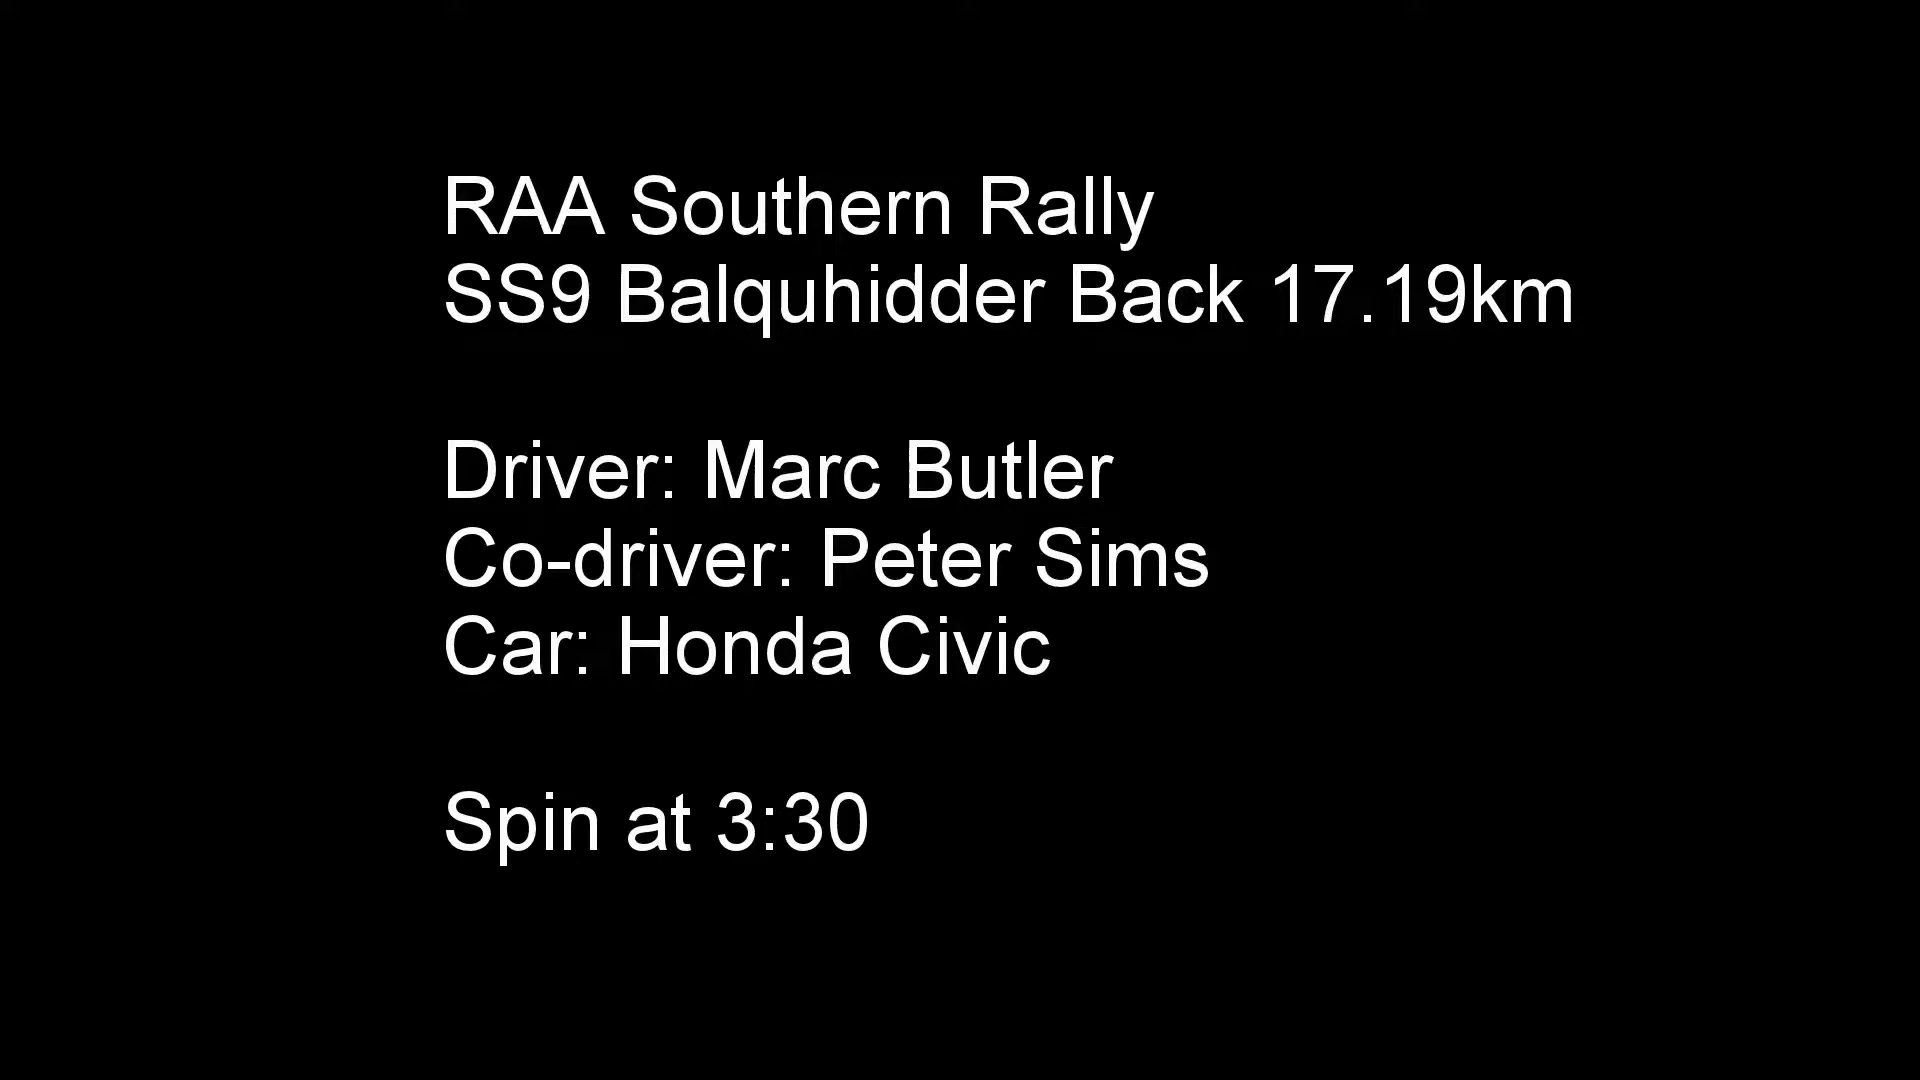 RAA Southern Rally
SS9 Balquhidder Back 17.19km
Driver: Marc Butler
Co-driver: Peter Sims
Car: Honda Civic
Spin at 3:30